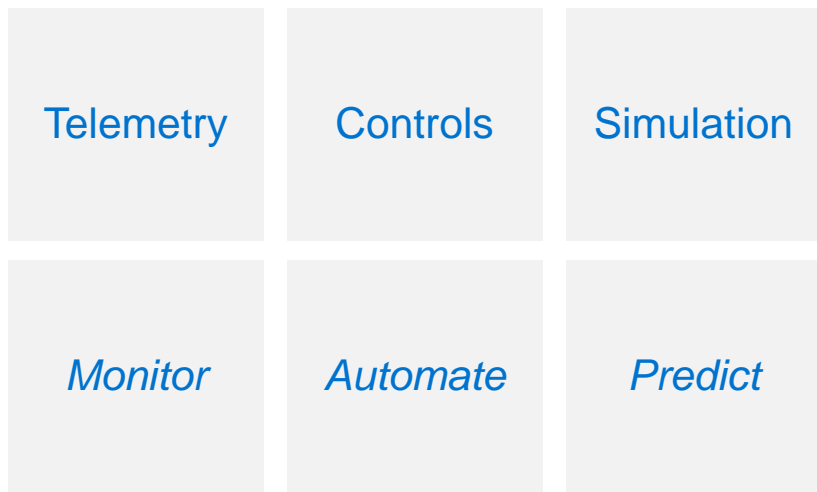 Telemetry
Controls
Simulation
Monitor
Automate
Predict